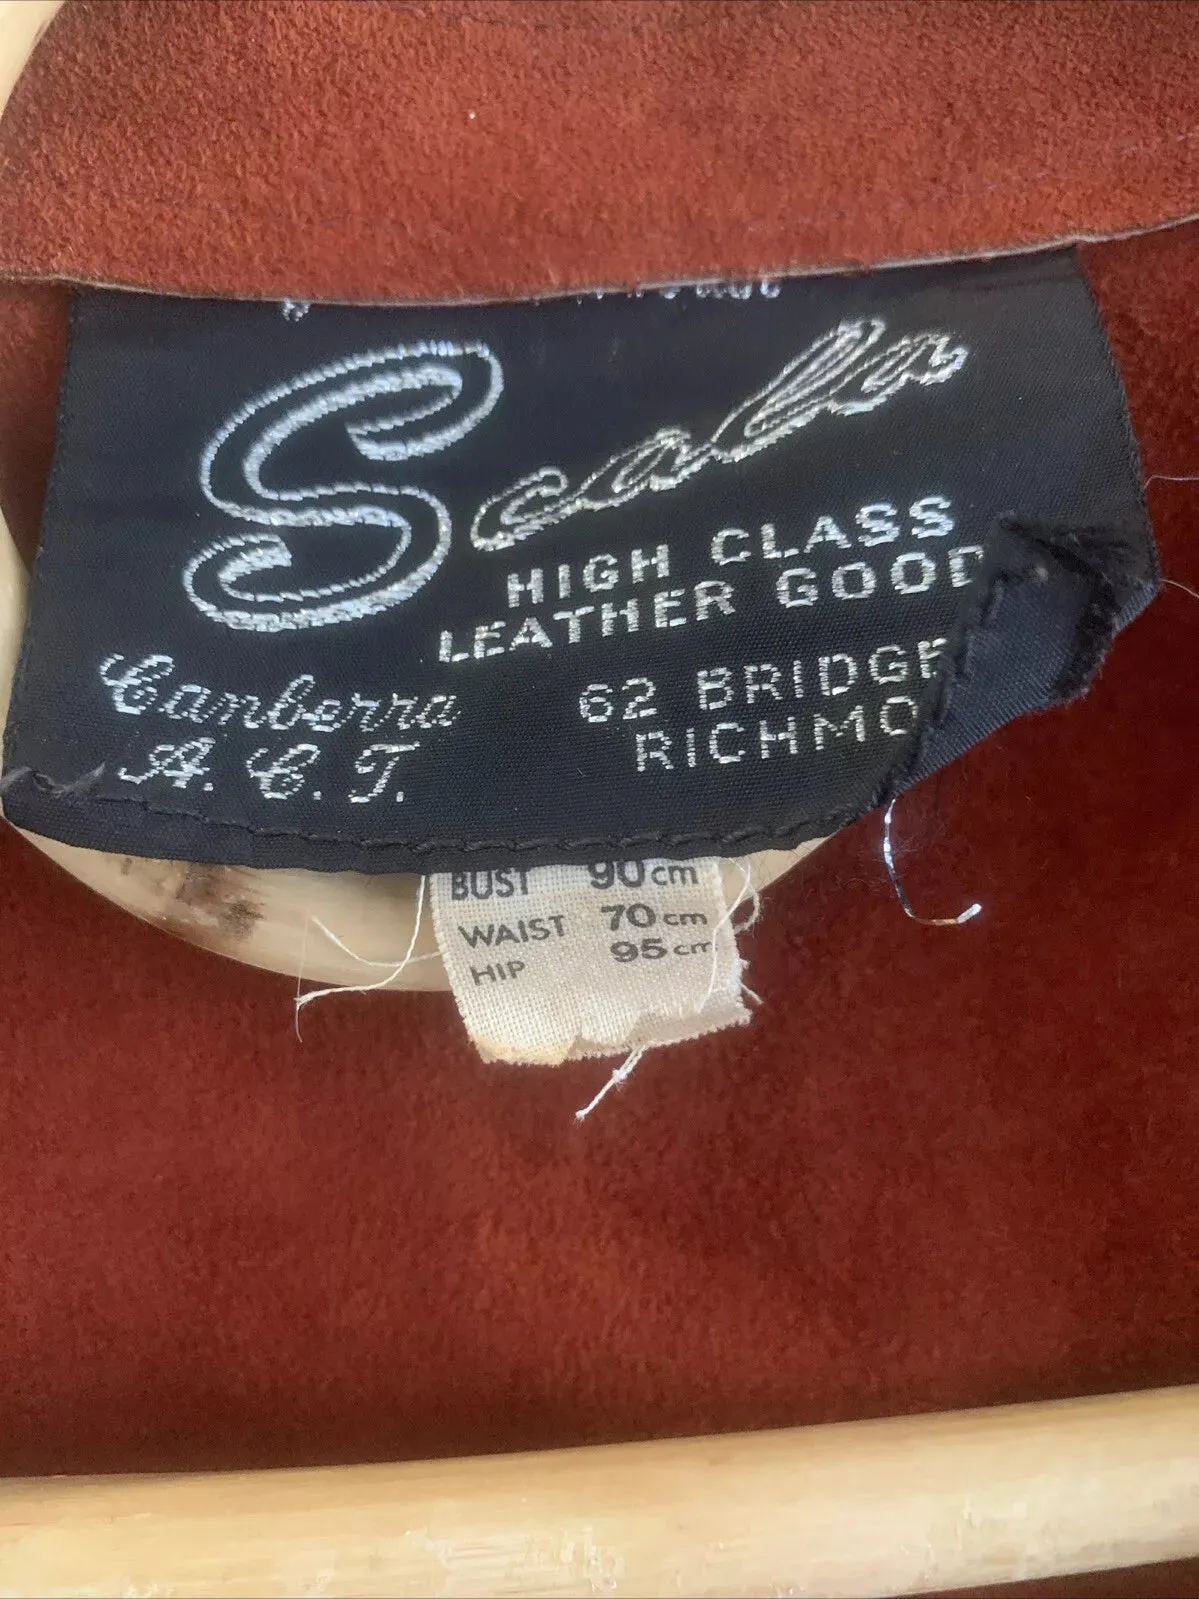 Scala
HIGH CLASS
LEATHER GOOD
Canberra
A.C.T.
62 BRIDGE
RICHMO
BUST 90cm
WAIST 70cm
HIP 95cm